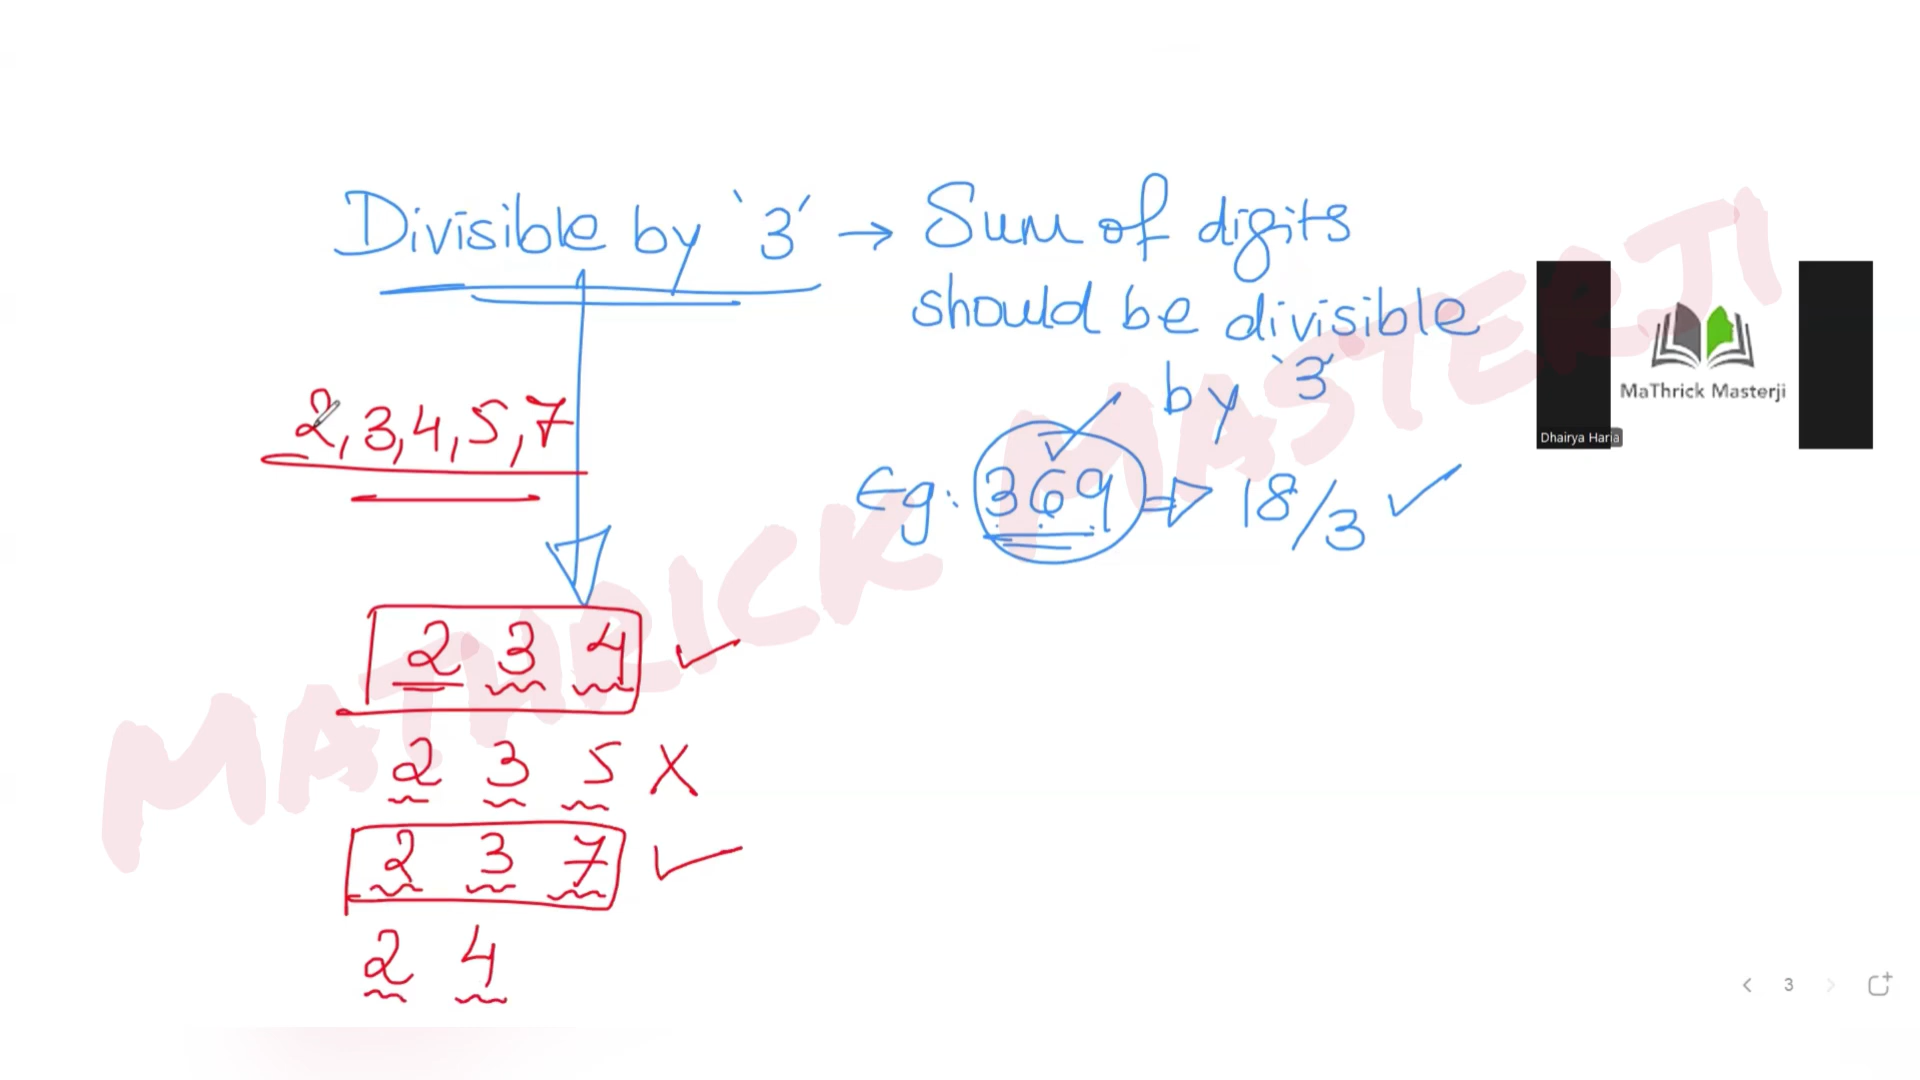 Divisible by '3' → Sum of digits
should be divisible
by '3'
2, 3, 4, 5, 7
Eg: 369 ⇒ 18/3 ✓
2 3 4 ✓
2 3 5 X
2 3 7 ✓
2 4
MATHRICK MASTERJI
MaThrick Masterji
Dhairya Haria
< 3 >